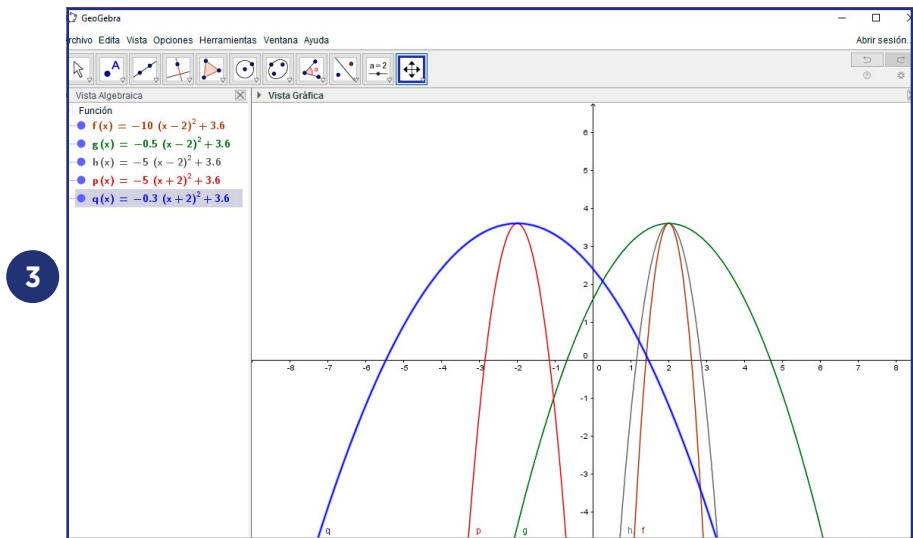 GeoGebra
rchivo Edita Vista Opciones Herramientas Ventana Ayuda
Abrir sesión.
a=2
Vista Algebraica
Vista Gráfica
Función
f(x) = −10 (x − 2)² + 3.6
g(x) = −0.5 (x − 2)² + 3.6
h(x) = −5 (x − 2)² + 3.6
p(x) = −5 (x + 2)² + 3.6
q(x) = −0.3 (x + 2)² + 3.6
3
6
5
4
3
2
1
0
-8 -7 -6 -5 -4 -3 -2 -1 0 1 2 3 4 5 6 7 8
-1
-2
-3
-4
q p g h f